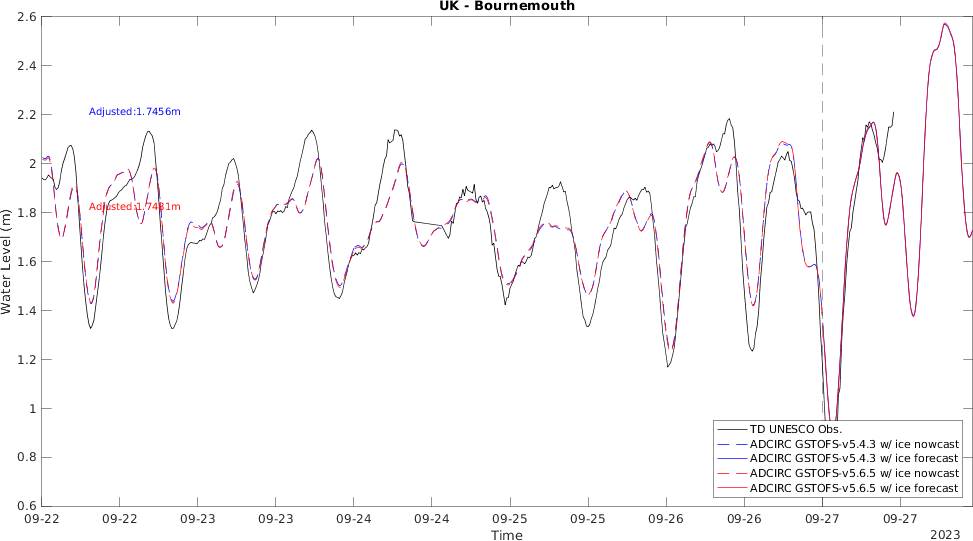 UK - Bournemouth
2.6
2.4
2.2
2
1.8
1.6
1.4
1.2
1
0.8
0.6
Water Level (m)
Adjusted:1.7456m
Adjusted:1.7481m
TD UNESCO Obs.
ADCIRC GSTOFS-v5.4.3 w/ ice nowcast
ADCIRC GSTOFS-v5.4.3 w/ ice forecast
ADCIRC GSTOFS-v5.6.5 w/ ice nowcast
ADCIRC GSTOFS-v5.6.5 w/ ice forecast
09-22 09-22 09-23 09-23 09-24 09-24 09-25 09-25 09-26 09-26 09-27 09-27
Time
2023